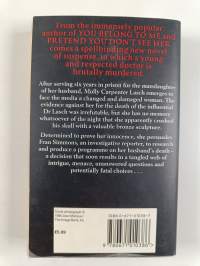 From the immensely popular
author of YOU BELONG TO ME and
PRETEND YOU DON'T SEE HER
comes a spellbinding new novel
of suspense, in which a young
and respected doctor is
brutally murdered.
After serving six years in prison for the manslaughter
of her husband, Molly Carpenter Lasch emerges to
face the media a changed and damaged woman. The
evidence against her for the death of the influential
Dr Lasch was irrefutable, but she has no memory
whatsoever of the night that she apparently crushed
his skull with a valuable bronze sculpture.
Determined to prove her innocence, she persuades
Fran Simmons, an investigative reporter, to research
and produce a programme on her husband's death –
a decision that soon results in a tangled web of
intrigue, menace, unanswered questions and
potentially fatal choices . . .
£5.99